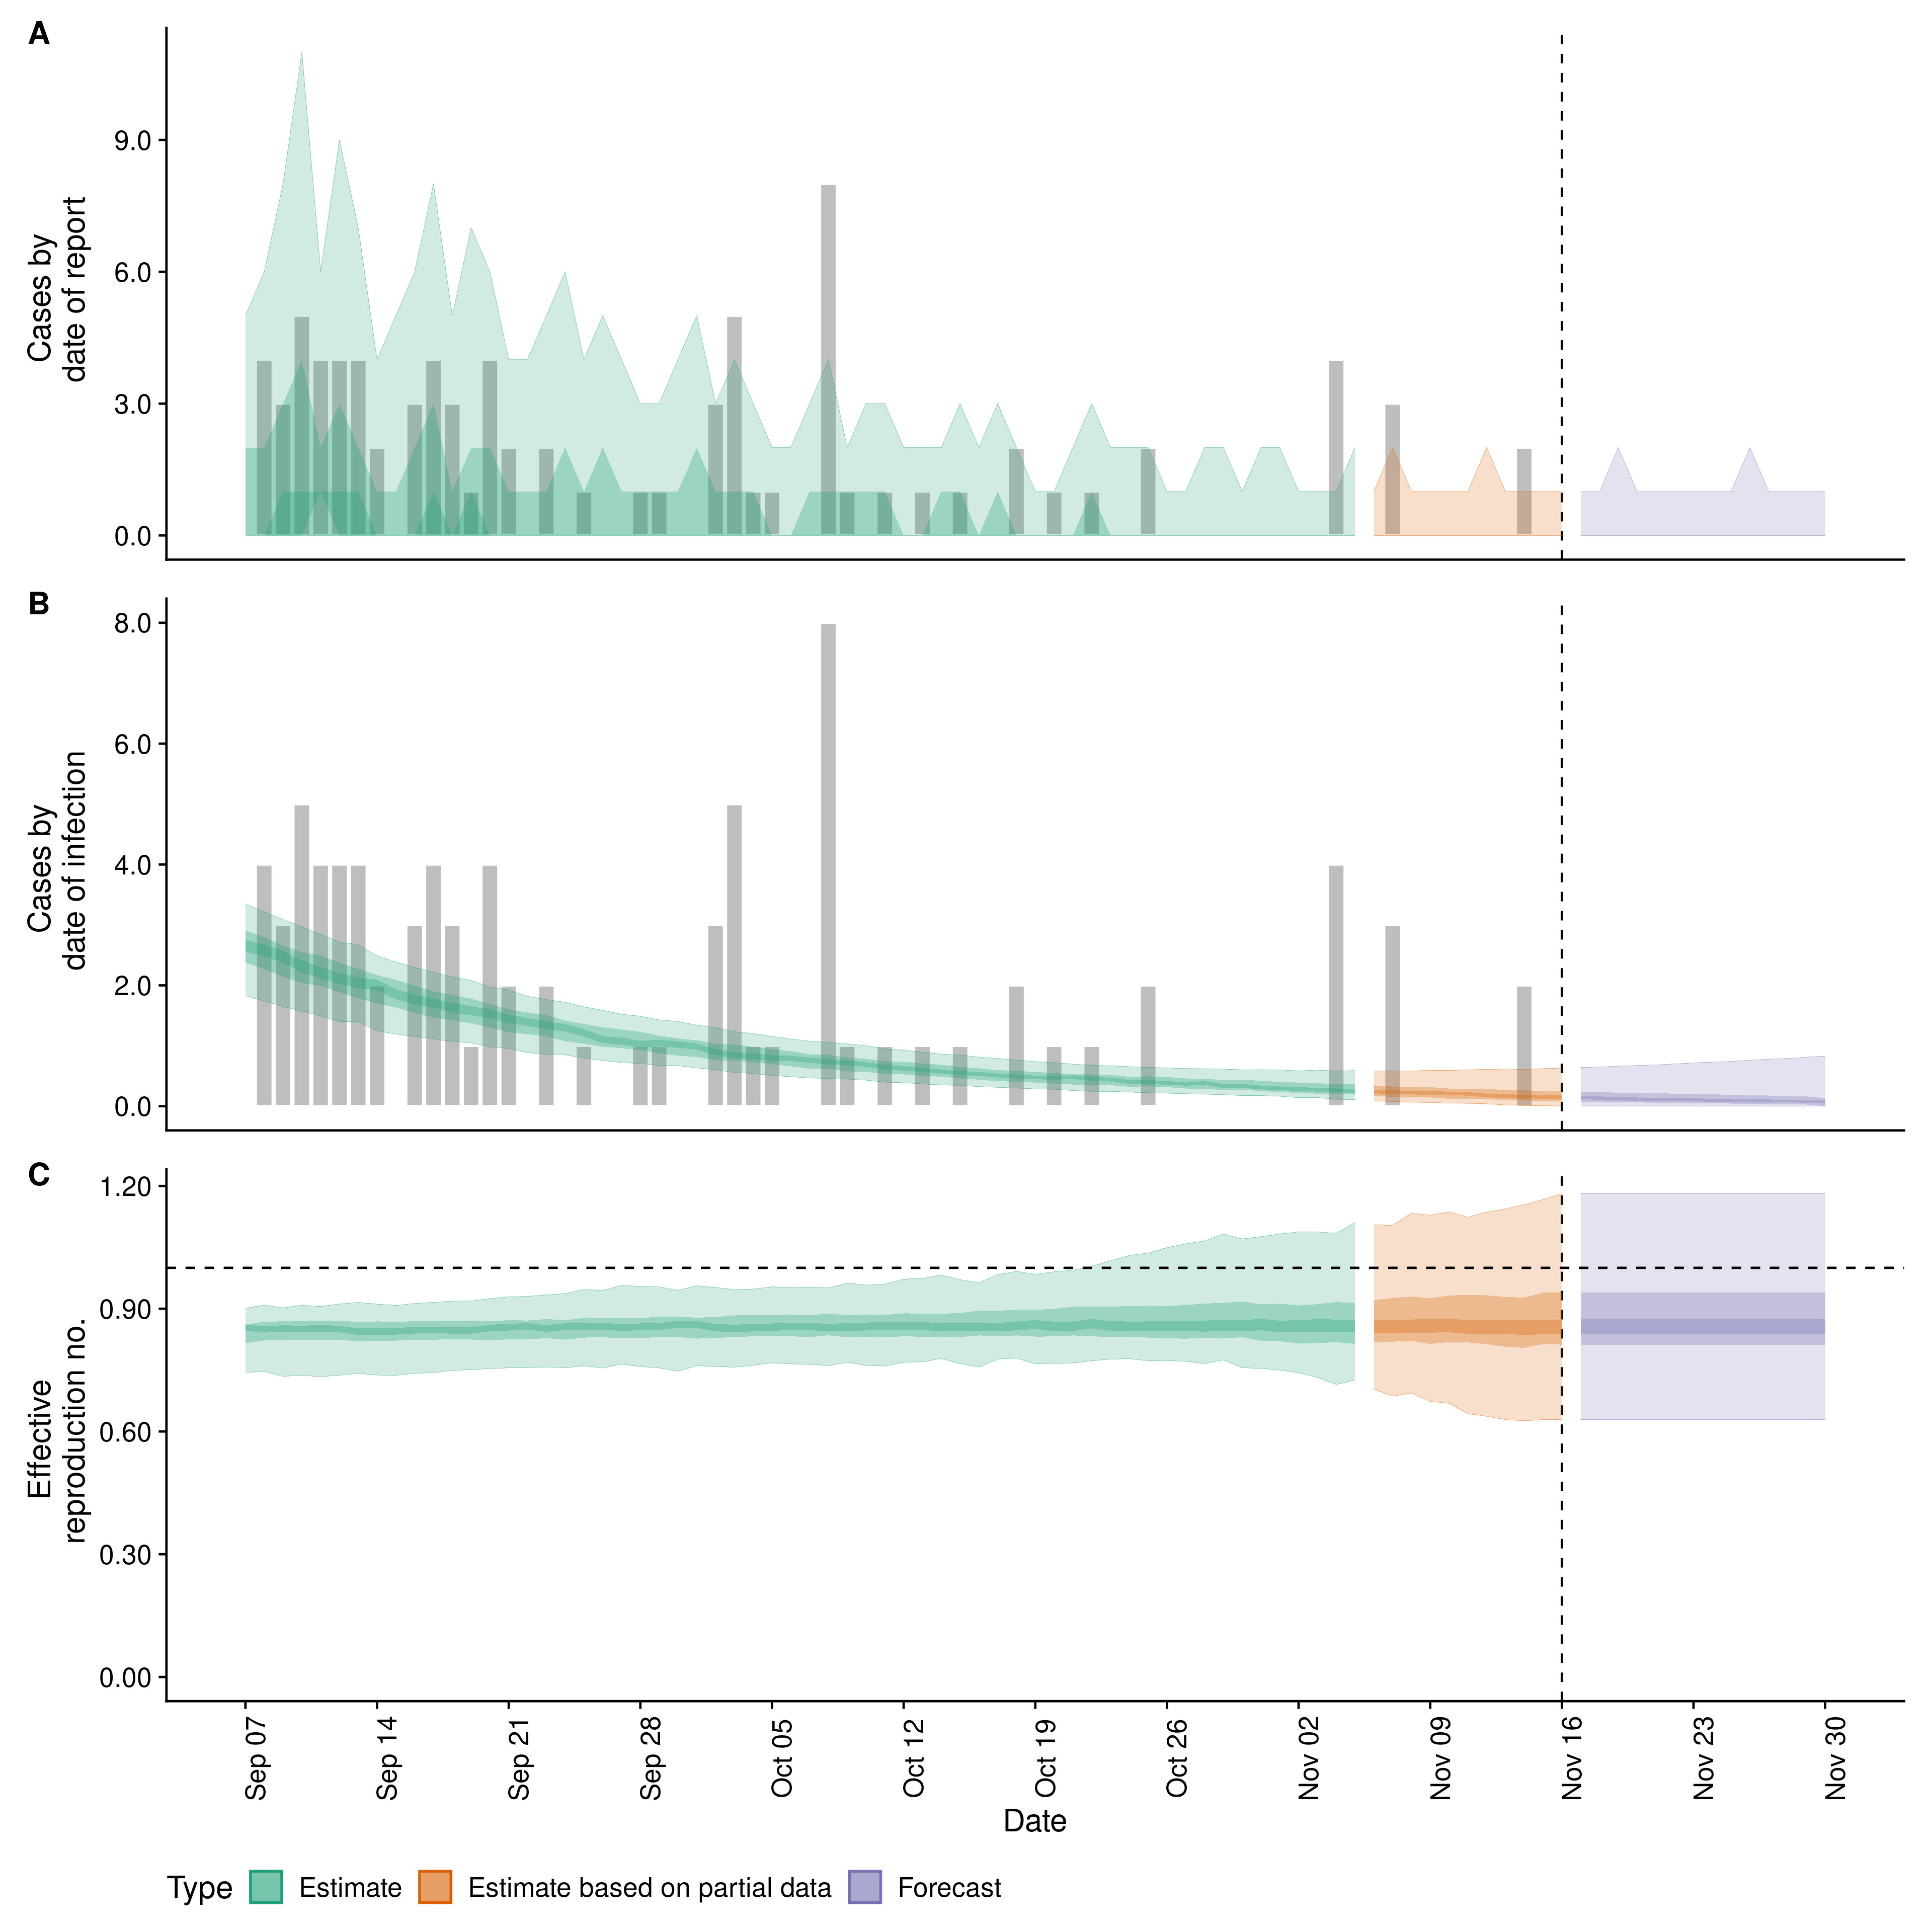 A
Cases by
date of report
9.0
6.0
3.0
0.0
B
Cases by
date of infection
8.0
6.0
4.0
2.0
0.0
C
Effective
reproduction no.
1.20
0.90
0.60
0.30
0.00
Sep 07
Sep 14
Sep 21
Sep 28
Oct 05
Oct 12
Oct 19
Oct 26
Nov 02
Nov 09
Nov 16
Nov 23
Nov 30
Date
Type Estimate Estimate based on partial data Forecast